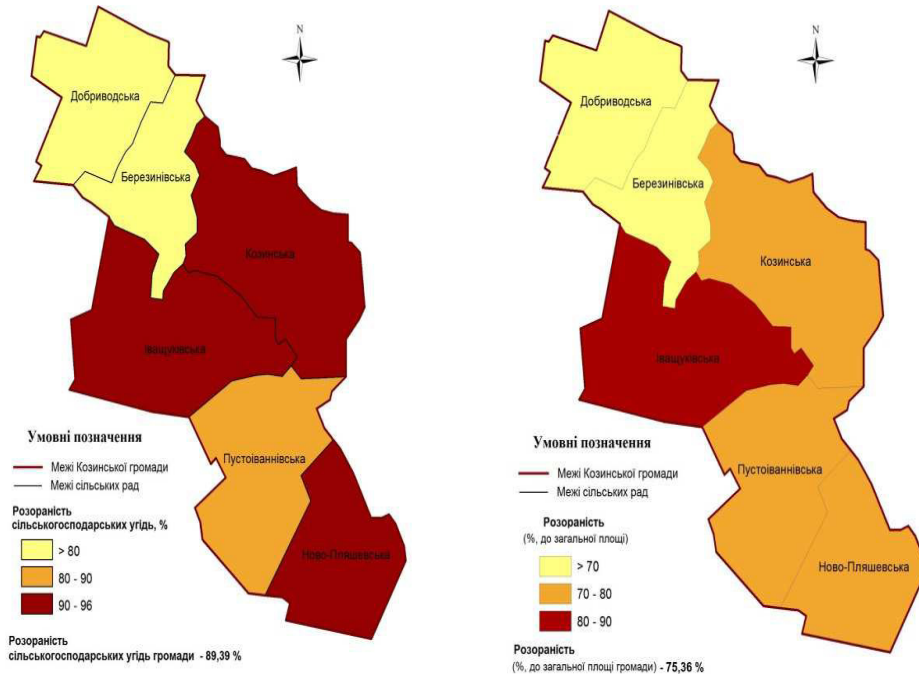 N
Добриводська
Березинівська
Козинська
Іващуківська
Пустоіваннівська
Ново-Пляшевська
Умовні позначення
Межі Козинської громади
Межі сільських рад
Розораність
сільськогосподарських угідь, %
> 80
80 - 90
90 - 96
Розораність
сільськогосподарських угідь громади - 89,39 %
N
Добриводська
Березинівська
Козинська
Іващуківська
Пустоіваннівська
Ново-Пляшевська
Умовні позначення
Межі Козинської громади
Межі сільських рад
Розораність
(%, до загальної площі)
> 70
70 - 80
80 - 90
Розораність
(%, до загальної площі громади) - 75,36 %